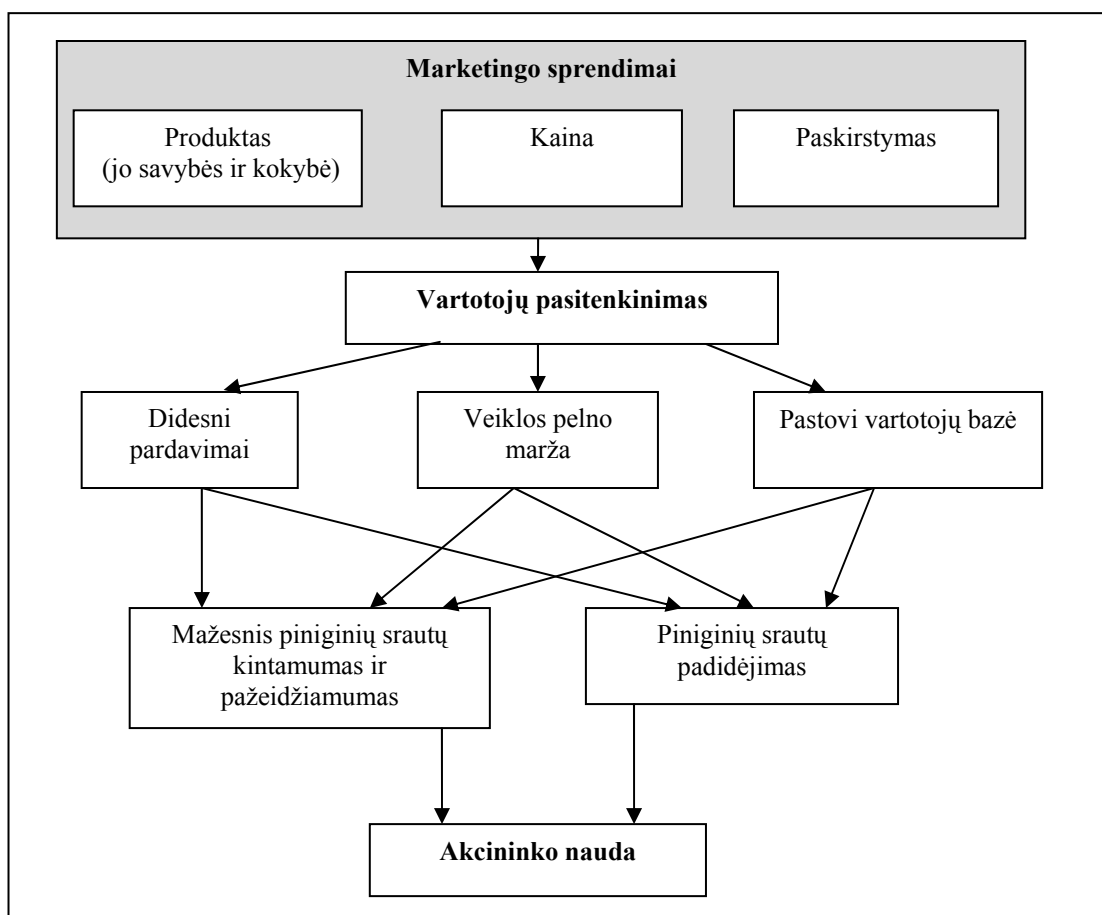 Marketingo sprendimai
Produktas
(jo savybės ir kokybė)
Kaina
Paskirstymas
Vartotojų pasitenkinimas
Didesni
pardavimai
Veiklos pelno
marža
Pastovi vartotojų bazė
Mažesnis piniginių srautų
kintamumas ir
pažeidžiamumas
Piniginių srautų
padidėjimas
Akcininko nauda